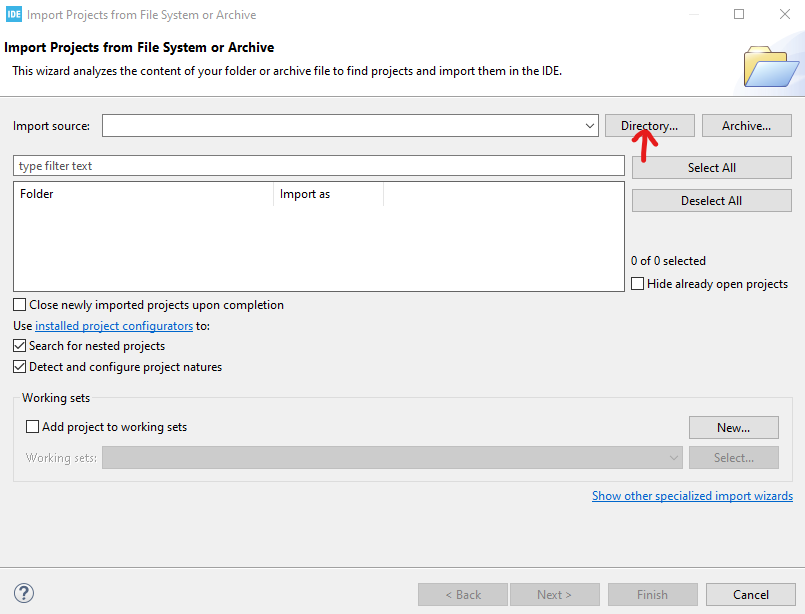 IDE Import Projects from File System or Archive
Import Projects from File System or Archive
This wizard analyzes the content of your folder or archive file to find projects and import them in the IDE.
Import source: Directory... Archive...
type filter text
Select All
Folder Import as
Deselect All
0 of 0 selected
Hide already open projects
Close newly imported projects upon completion
Use installed project configurators to:
Search for nested projects
Detect and configure project natures
Working sets
Add project to working sets New...
Working sets: Select...
Show other specialized import wizards
? < Back Next > Finish Cancel